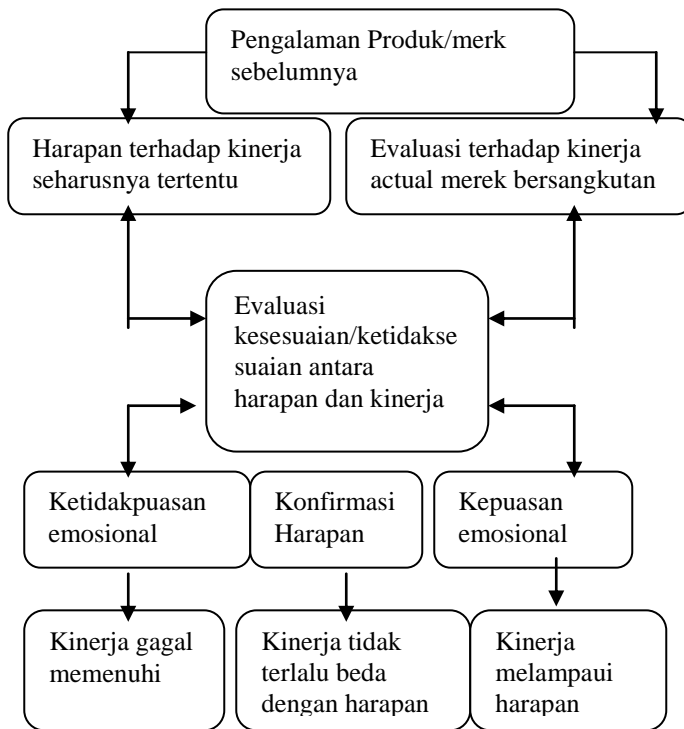 Pengalaman Produk/merk
sebelumnya
Harapan terhadap kinerja
seharusnya tertentu
Evaluasi terhadap kinerja
actual merek bersangkutan
Evaluasi
kesesuaian/ketidakse
suaian antara
harapan dan kinerja
Ketidakpuasan
emosional
Konfirmasi
Harapan
Kepuasan
emosional
Kinerja gagal
memenuhi
Kinerja tidak
terlalu beda
dengan harapan
Kinerja
melampaui
harapan